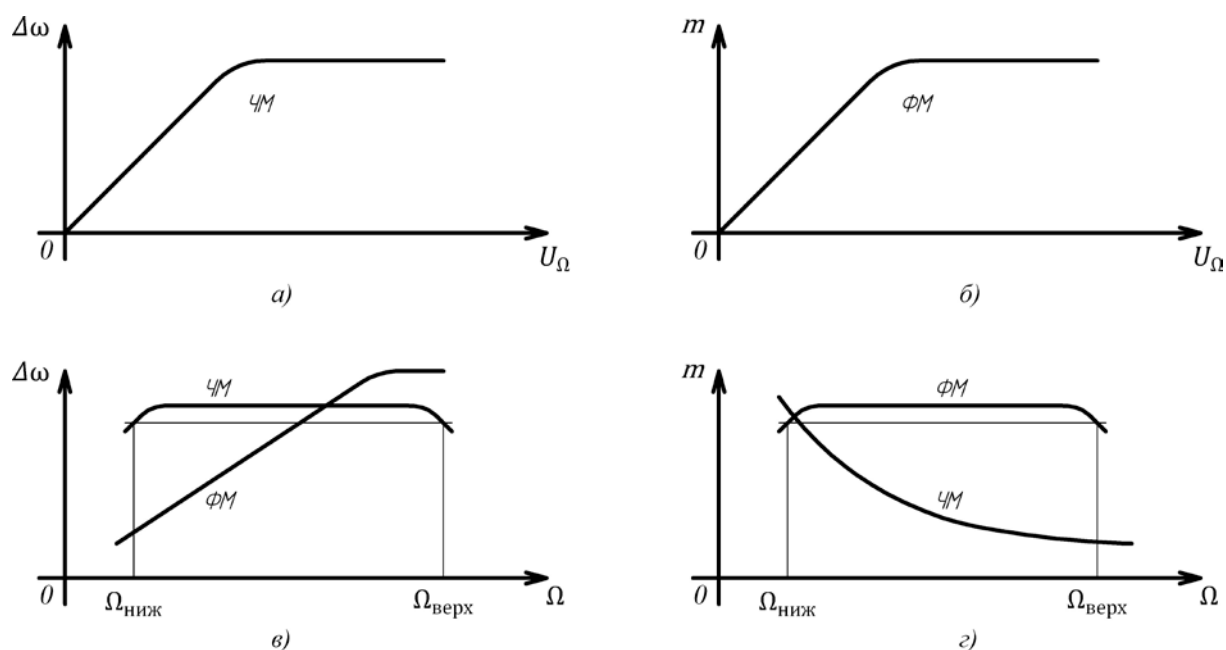 Δω
ЧМ
0
U_Ω
а)
m
ФМ
0
U_Ω
б)
Δω
ЧМ
ФМ
0
Ω_ниж
Ω_верх
Ω
в)
m
ФМ
ЧМ
0
Ω_ниж
Ω_верх
Ω
г)